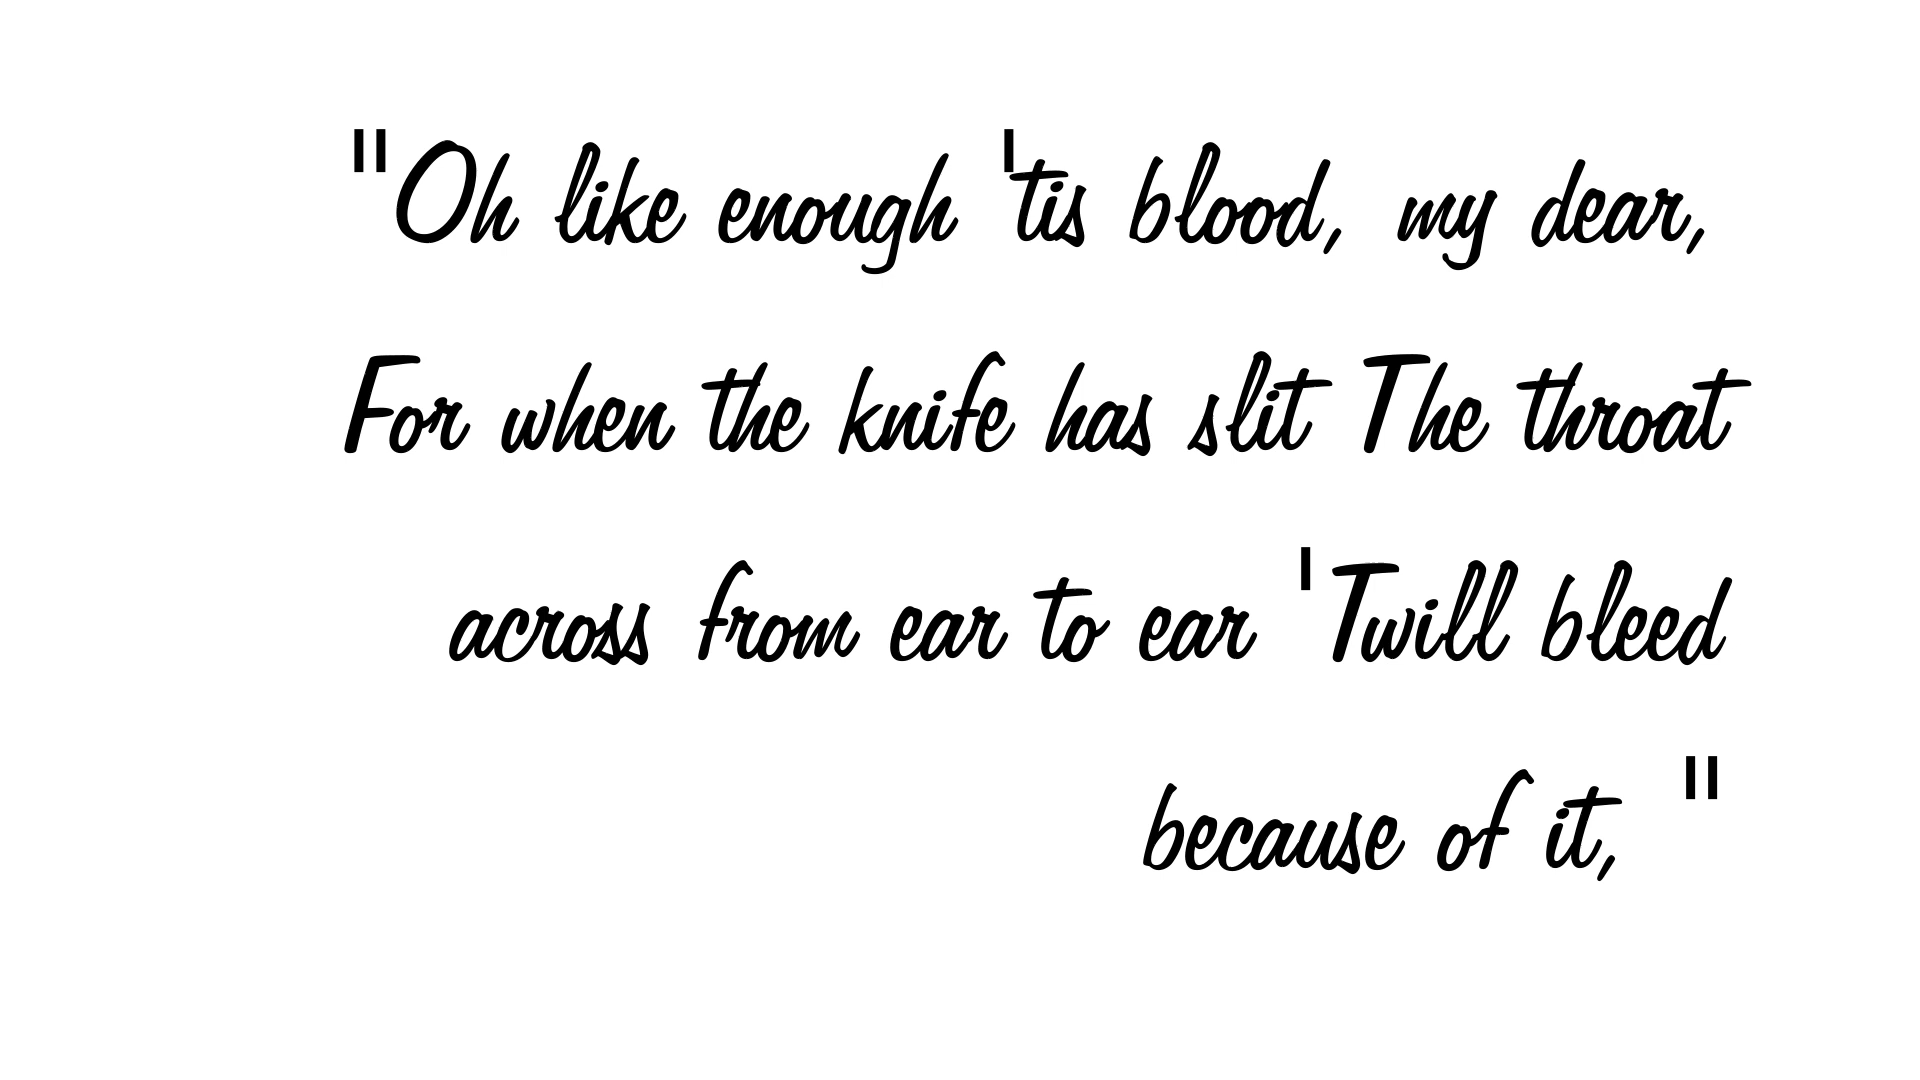 "Oh like enough 'tis blood, my dear,
For when the knife has slit The throat
across from ear to ear 'Twill bleed
because of it, "